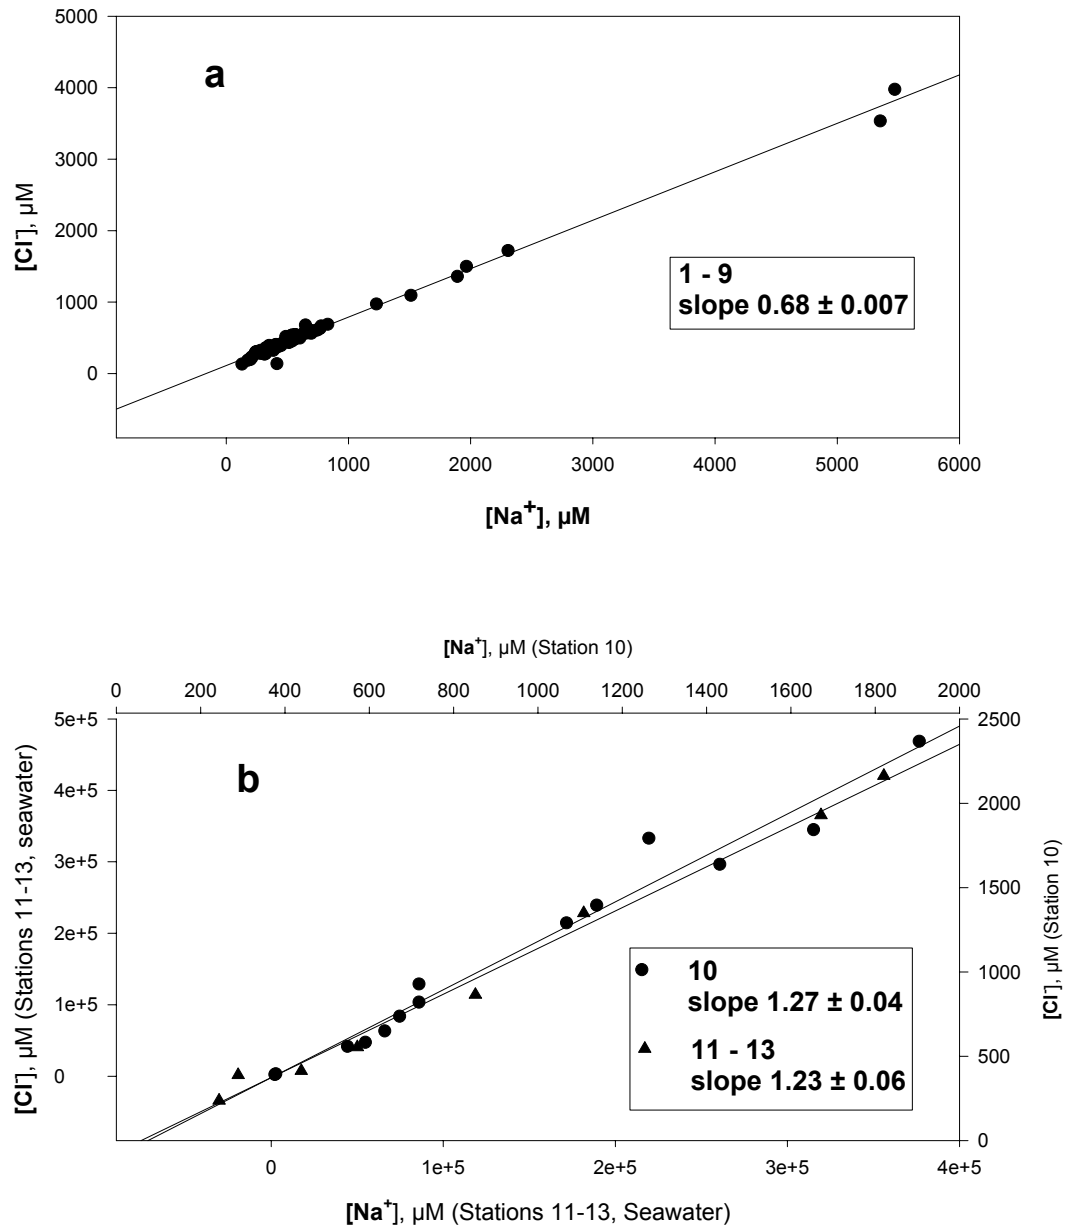 5000
4000
3000
2000
1000
0
[Cl-], µM
a
1 - 9
slope 0.68 ± 0.007
0 1000 2000 3000 4000 5000 6000
[Na+], µM
[Na+], µM (Station 10)
0 200 400 600 800 1000 1200 1400 1600 1800 2000
5e+5
4e+5
3e+5
2e+5
1e+5
0
[Cl-], µM (Stations 11-13, seawater)
b
10
slope 1.27 ± 0.04
11 - 13
slope 1.23 ± 0.06
2500
2000
1500
1000
500
0
[Cl-], µM (Station 10)
0 1e+5 2e+5 3e+5 4e+5
[Na+], µM (Stations 11-13, Seawater)